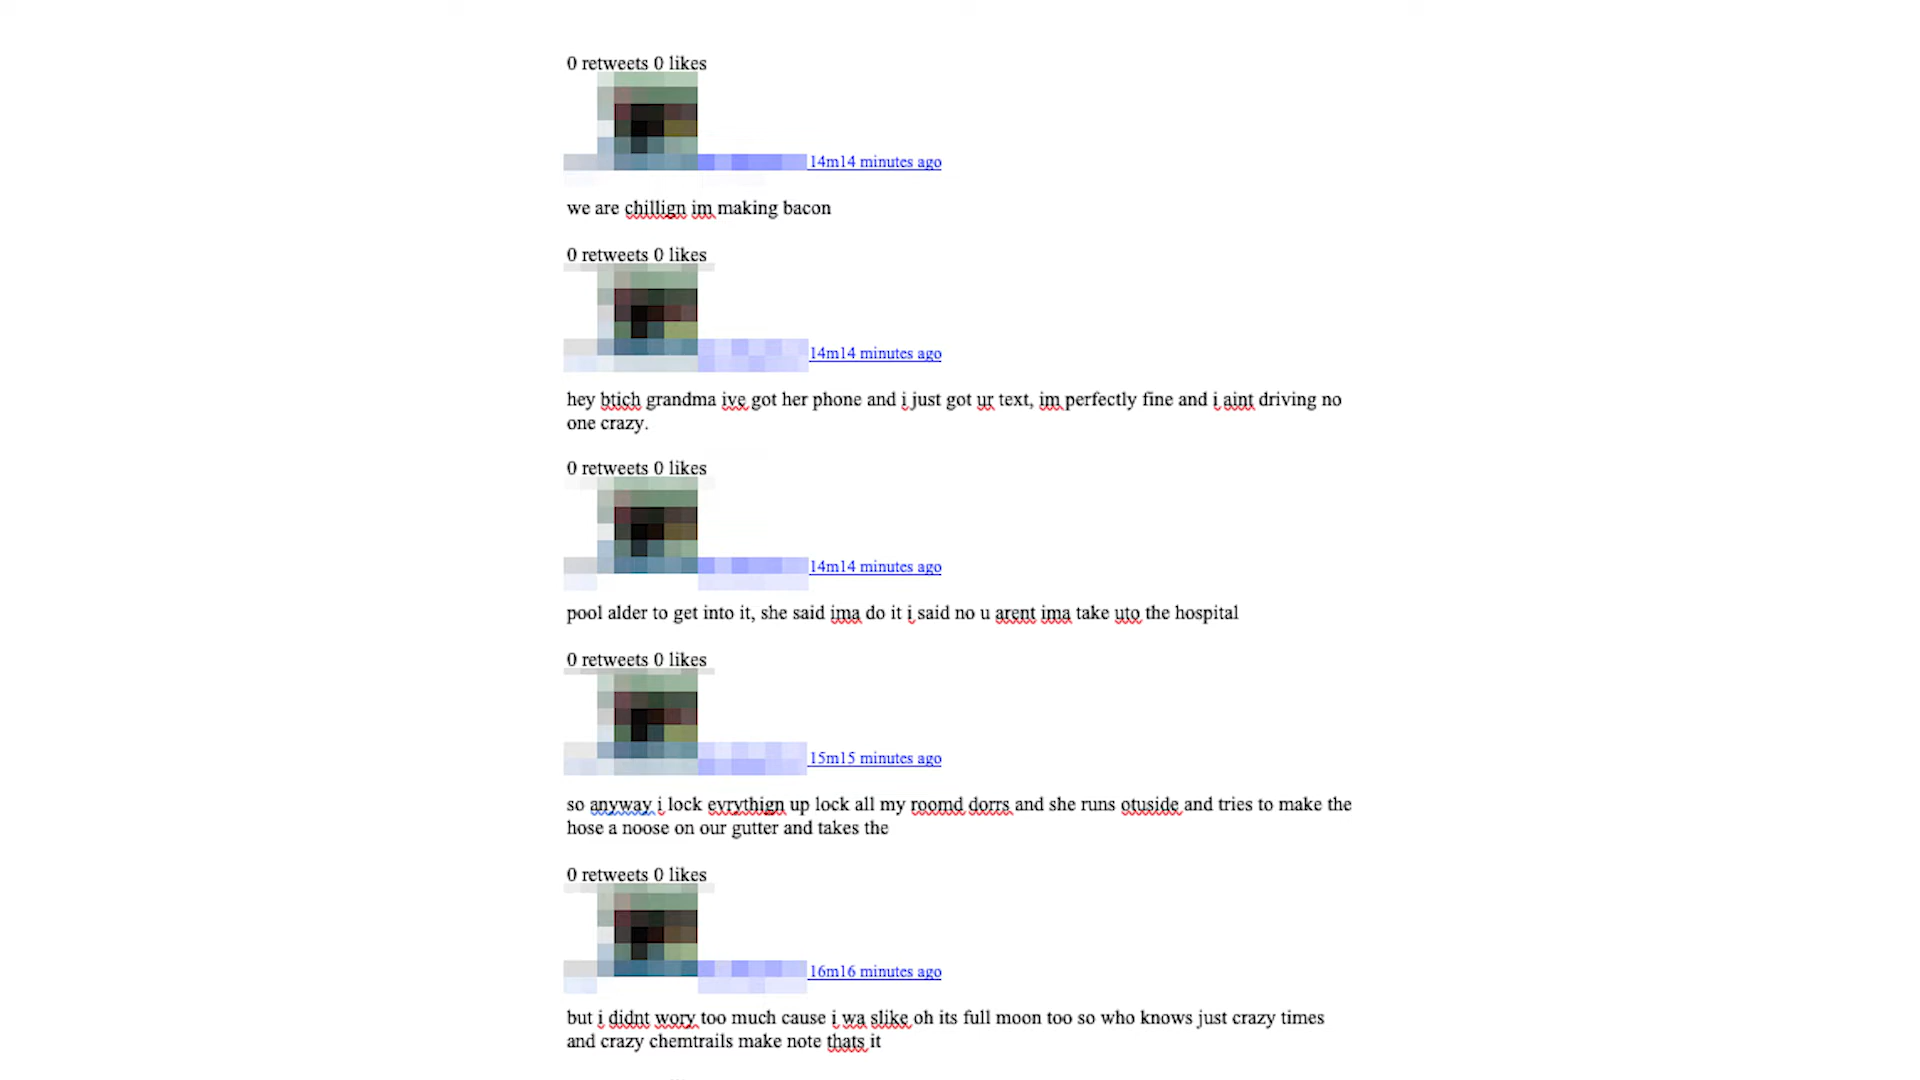 0 retweets 0 likes
14m14 minutes ago
we are chillign im making bacon
0 retweets 0 likes
14m14 minutes ago
hey btich grandma ive got her phone and i just got ur text, im perfectly fine and i aint driving no
one crazy.
0 retweets 0 likes
14m14 minutes ago
pool alder to get into it, she said ima do it i said no u arent ima take uto the hospital
0 retweets 0 likes
15m15 minutes ago
so anyway i lock evrythign up lock all my roomd dorrs and she runs otuside and tries to make the
hose a noose on our gutter and takes the
0 retweets 0 likes
16m16 minutes ago
but i didnt wory too much cause i wa slike oh its full moon too so who knows just crazy times
and crazy chemtrails make note thats it